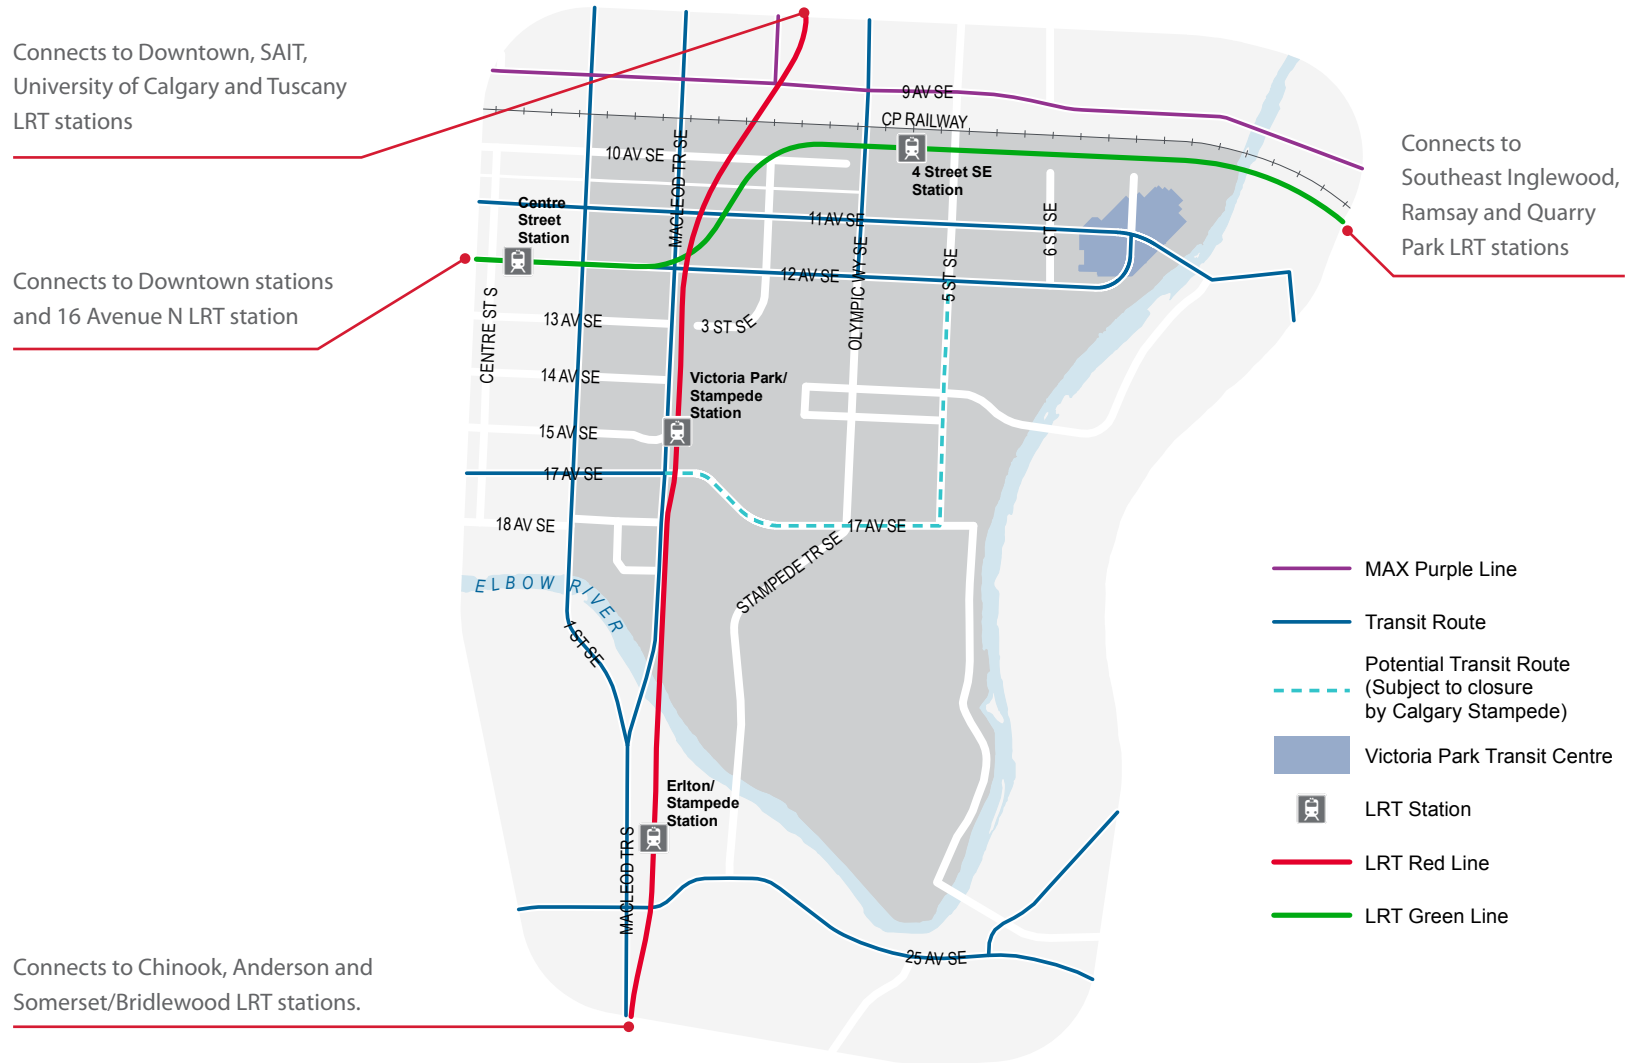 Connects to Downtown, SAIT,
University of Calgary and Tuscany
LRT stations
9 AV SE
CP RAILWAY
10 AV SE
MACLEOD TR SE
4 Street SE
Station
Connects to
Southeast Inglewood,
Ramsay and Quarry
Park LRT stations
Centre
Street
Station
11 AV SE
6 ST SE
Connects to Downtown stations
and 16 Avenue N LRT station
12 AV SE
OLYMPIC WY SE
5 ST SE
CENTRE ST S
13 AV SE
3 ST SE
14 AV SE
Victoria Park/
Stampede
Station
15 AV SE
17 AV SE
18 AV SE
17 AV SE
STAMPEDE TR SE
ELBOW RIVER
1 ST SE
MAX Purple Line
Transit Route
Potential Transit Route
(Subject to closure
by Calgary Stampede)
Victoria Park Transit Centre
LRT Station
LRT Red Line
LRT Green Line
Erlton/
Stampede
Station
MACLEOD TR S
25 AV SE
Connects to Chinook, Anderson and
Somerset/Bridlewood LRT stations.